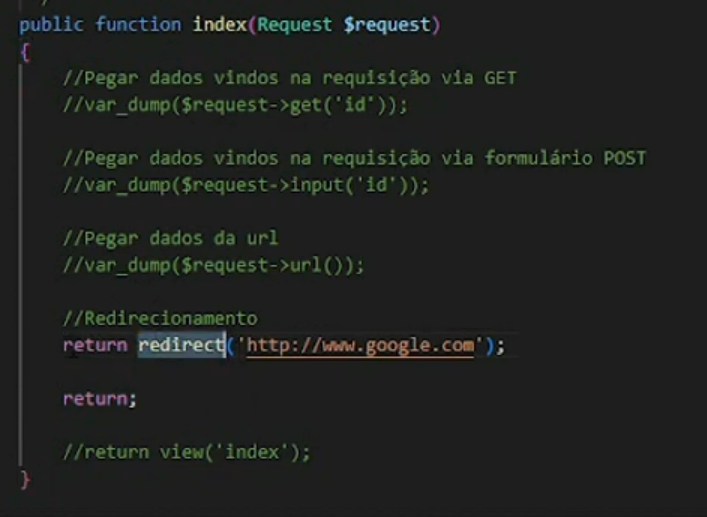 public function index(Request $request)
{
//Pegar dados vindos na requisição via GET
//var_dump($request->get('id'));
//Pegar dados vindos na requisição via formulário POST
//var_dump($request->input('id'));
//Pegar dados da url
//var_dump($request->url());
//Redirecionamento
return redirect('http://www.google.com');
return;
//return view('index');
}